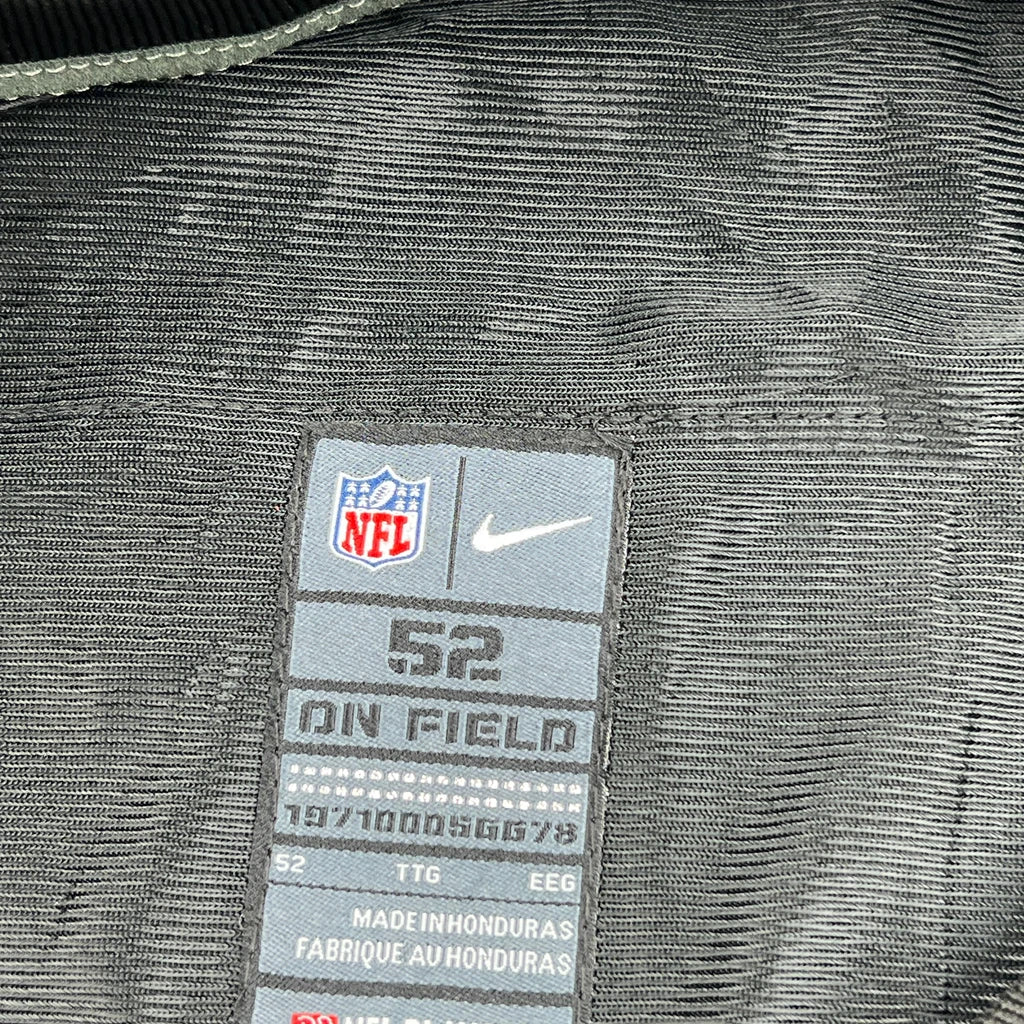 NFL
52
ON FIELD
1971000SGG78
52 TTG EEG
MADE IN HONDURAS
FABRIQUE AU HONDURAS